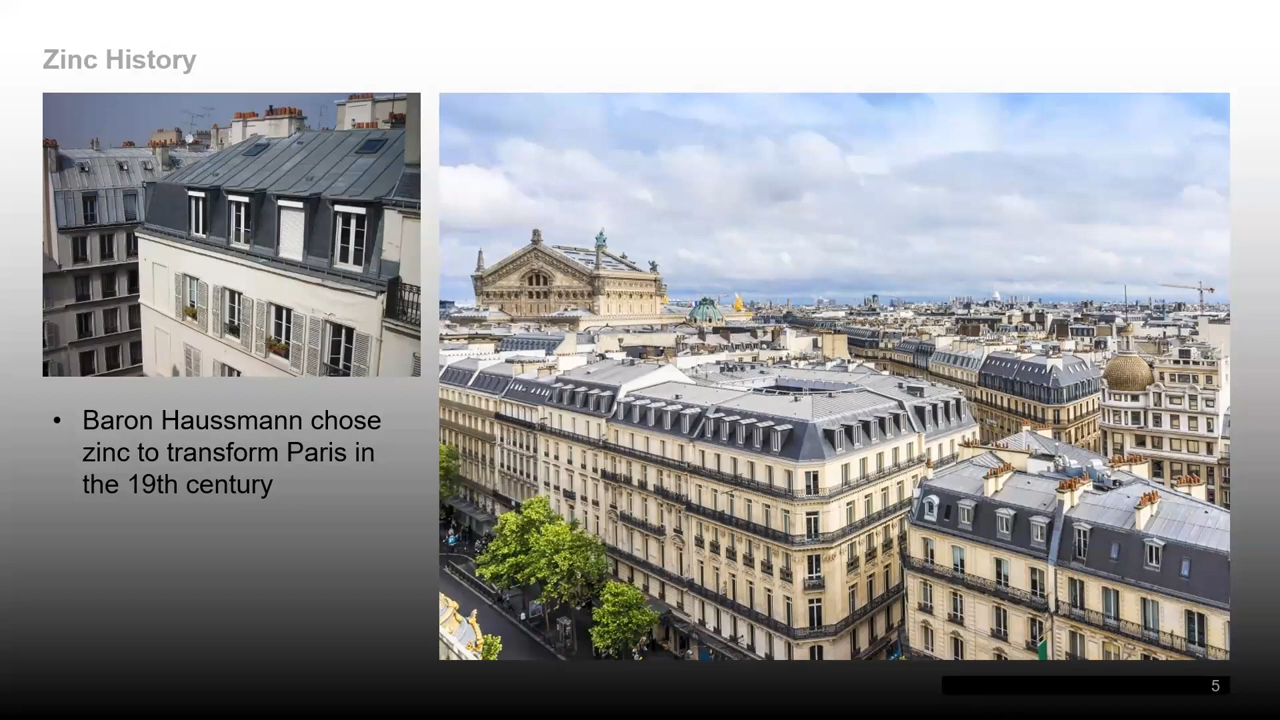 Zinc History
• Baron Haussmann chose
zinc to transform Paris in
the 19th century
5